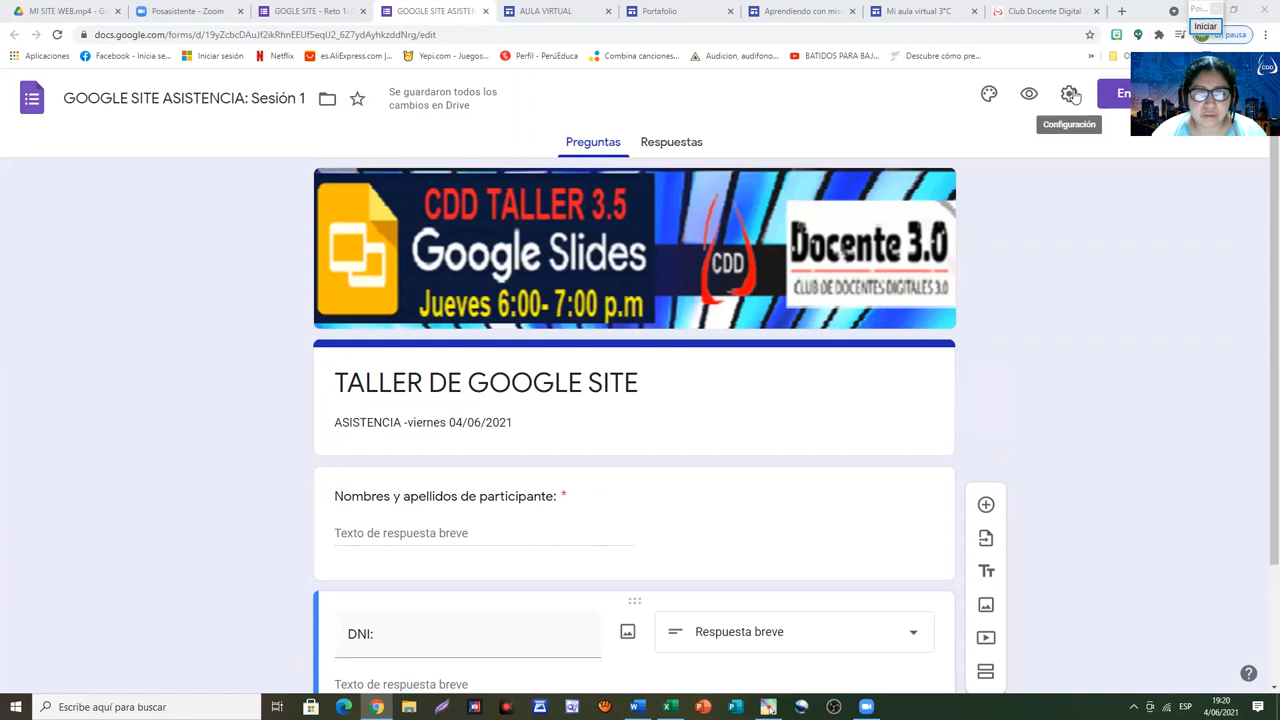 MI SITE WEB.mp4 - G
Posasistente - Zoom
GOGLE SITE - Reto 1: G
GOOGLE SITE ASISTEN
AULA VIRTUAL
Portafolio
Aprendiendo con mis
Mi aula virtual 3°C
Club Docente Digital
Iniciar
docs.google.com/forms/d/19yZcbcDAuJf2ikRhnEEUf5eqU2_6Z7ydAyhkzddNrg/edit
En pausa
Aplicaciones
Facebook - Inicia se...
Iniciar sesión
Netflix
es.AliExpress.com |...
Yepi.com - Juegos...
Perfil - PerúEduca
Combina canciones...
Audicion, audifono...
BATIDOS PARA BAJ...
Descubre cómo pre...
GOOGLE SITE ASISTENCIA: Sesión 1
Se guardaron todos los
cambios en Drive
En
CDD
Configuración
Preguntas
Respuestas
CDD TALLER 3.5
Google Slides
Jueves 6:00- 7:00 p.m
CDD
Docente 3.0
CLUB DE DOCENTES DIGITALES 3.0
TALLER DE GOOGLE SITE
ASISTENCIA -viernes 04/06/2021
Nombres y apellidos de participante: *
Texto de respuesta breve
DNI:
Respuesta breve
Texto de respuesta breve
Escribe aquí para buscar
ESP
19:20
4/06/2021